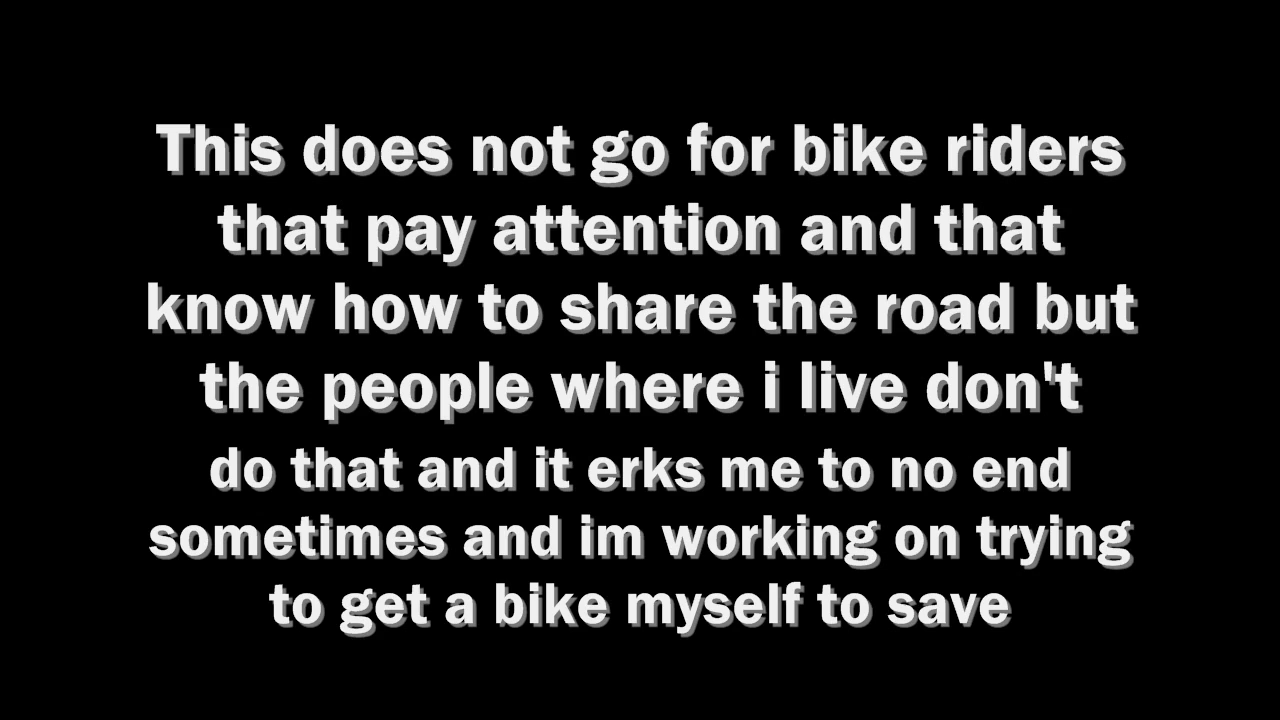 This does not go for bike riders
that pay attention and that
know how to share the road but
the people where i live don't
do that and it erks me to no end
sometimes and im working on trying
to get a bike myself to save